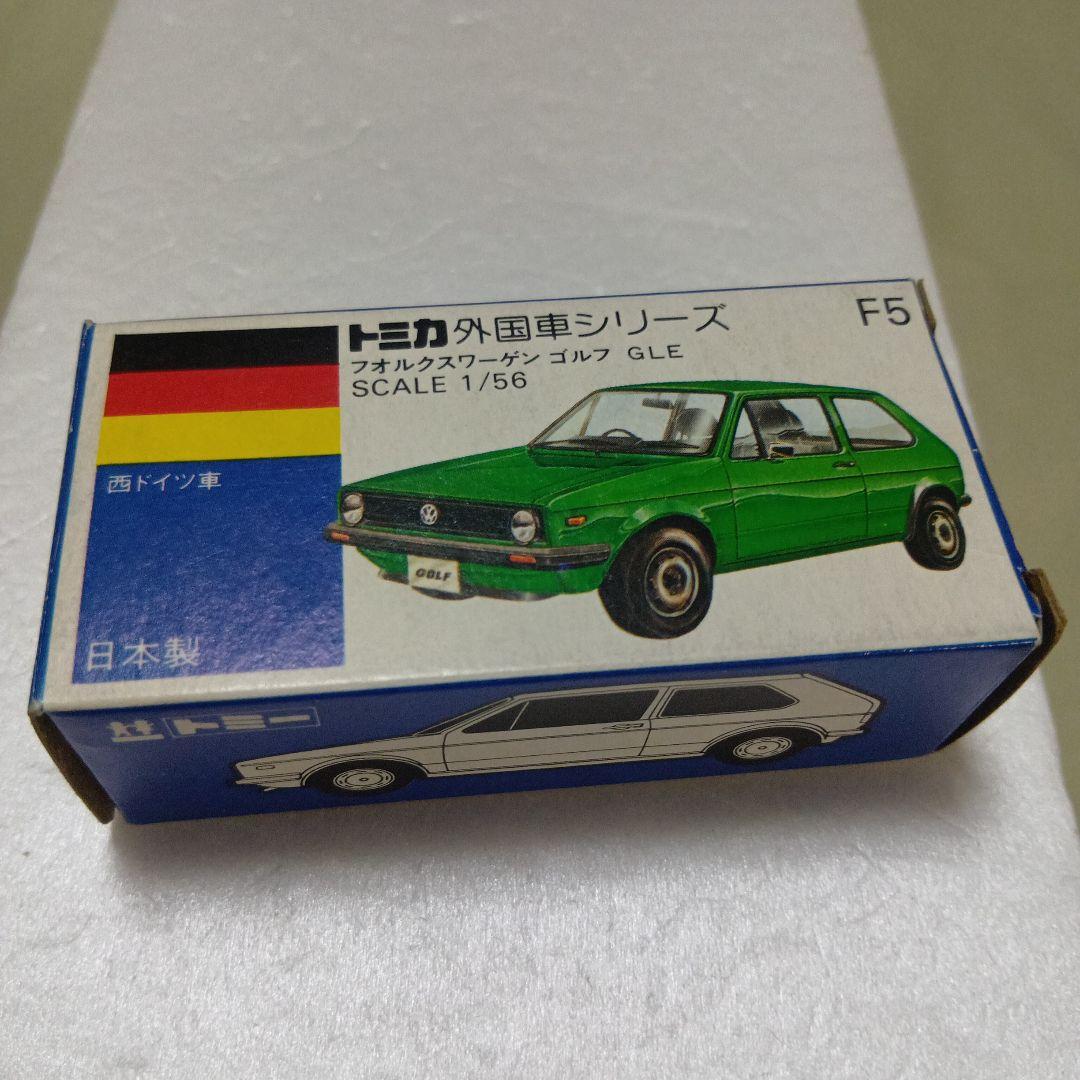 トミカ外国車シリーズ F5
フオルクスワーゲン ゴルフ GLE
SCALE 1/56
西ドイツ車
GOLF
日本製
トミー